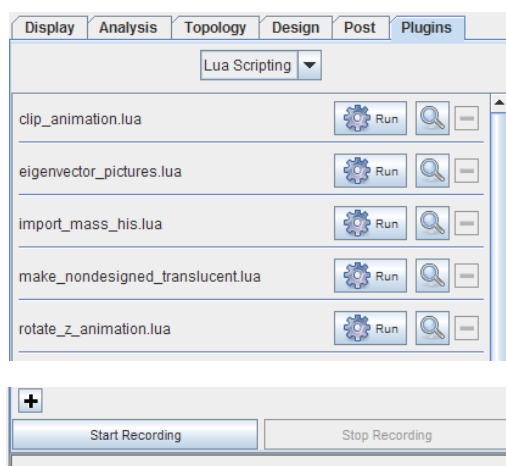 Display Analysis Topology Design Post Plugins
Lua Scripting
clip_animation.lua Run
eigenvector_pictures.lua Run
import_mass_his.lua Run
make_nondesigned_translucent.lua Run
rotate_z_animation.lua Run
Start Recording Stop Recording